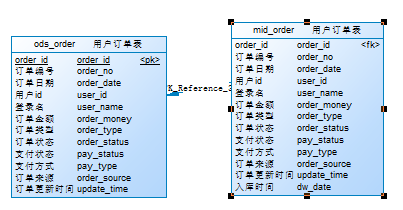 ods_order 用户订单表
order_id order_id <pk>
订单编号 order_no
订单日期 order_date
用户id user_id
登录名 user_name
订单金额 order_money
订单类型 order_type
订单状态 order_status
支付状态 pay_status
支付方式 pay_type
订单来源 order_source
订单更新时间 update_time
K_Reference_
mid_order 用户订单表
order_id order_id <fk>
订单编号 order_no
订单日期 order_date
用户id user_id
登录名 user_name
订单金额 order_money
订单类型 order_type
订单状态 order_status
支付状态 pay_status
支付方式 pay_type
订单来源 order_source
订单更新时间 update_time
入库时间 dw_date